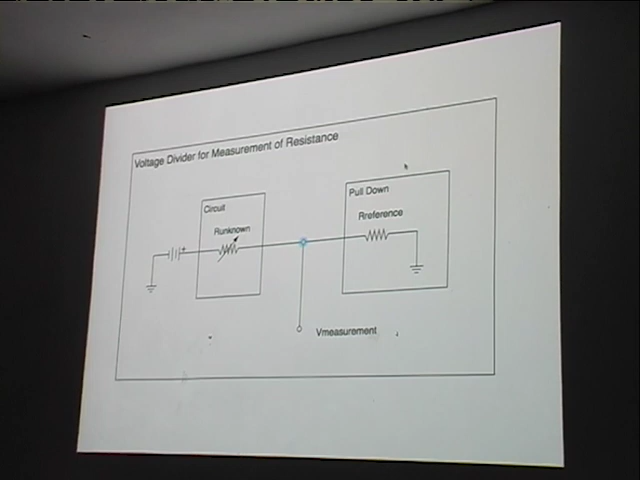 Voltage Divider for Measurement of Resistance
Circuit
Runknown
+
Pull Down
Rreference
Vmeasurement